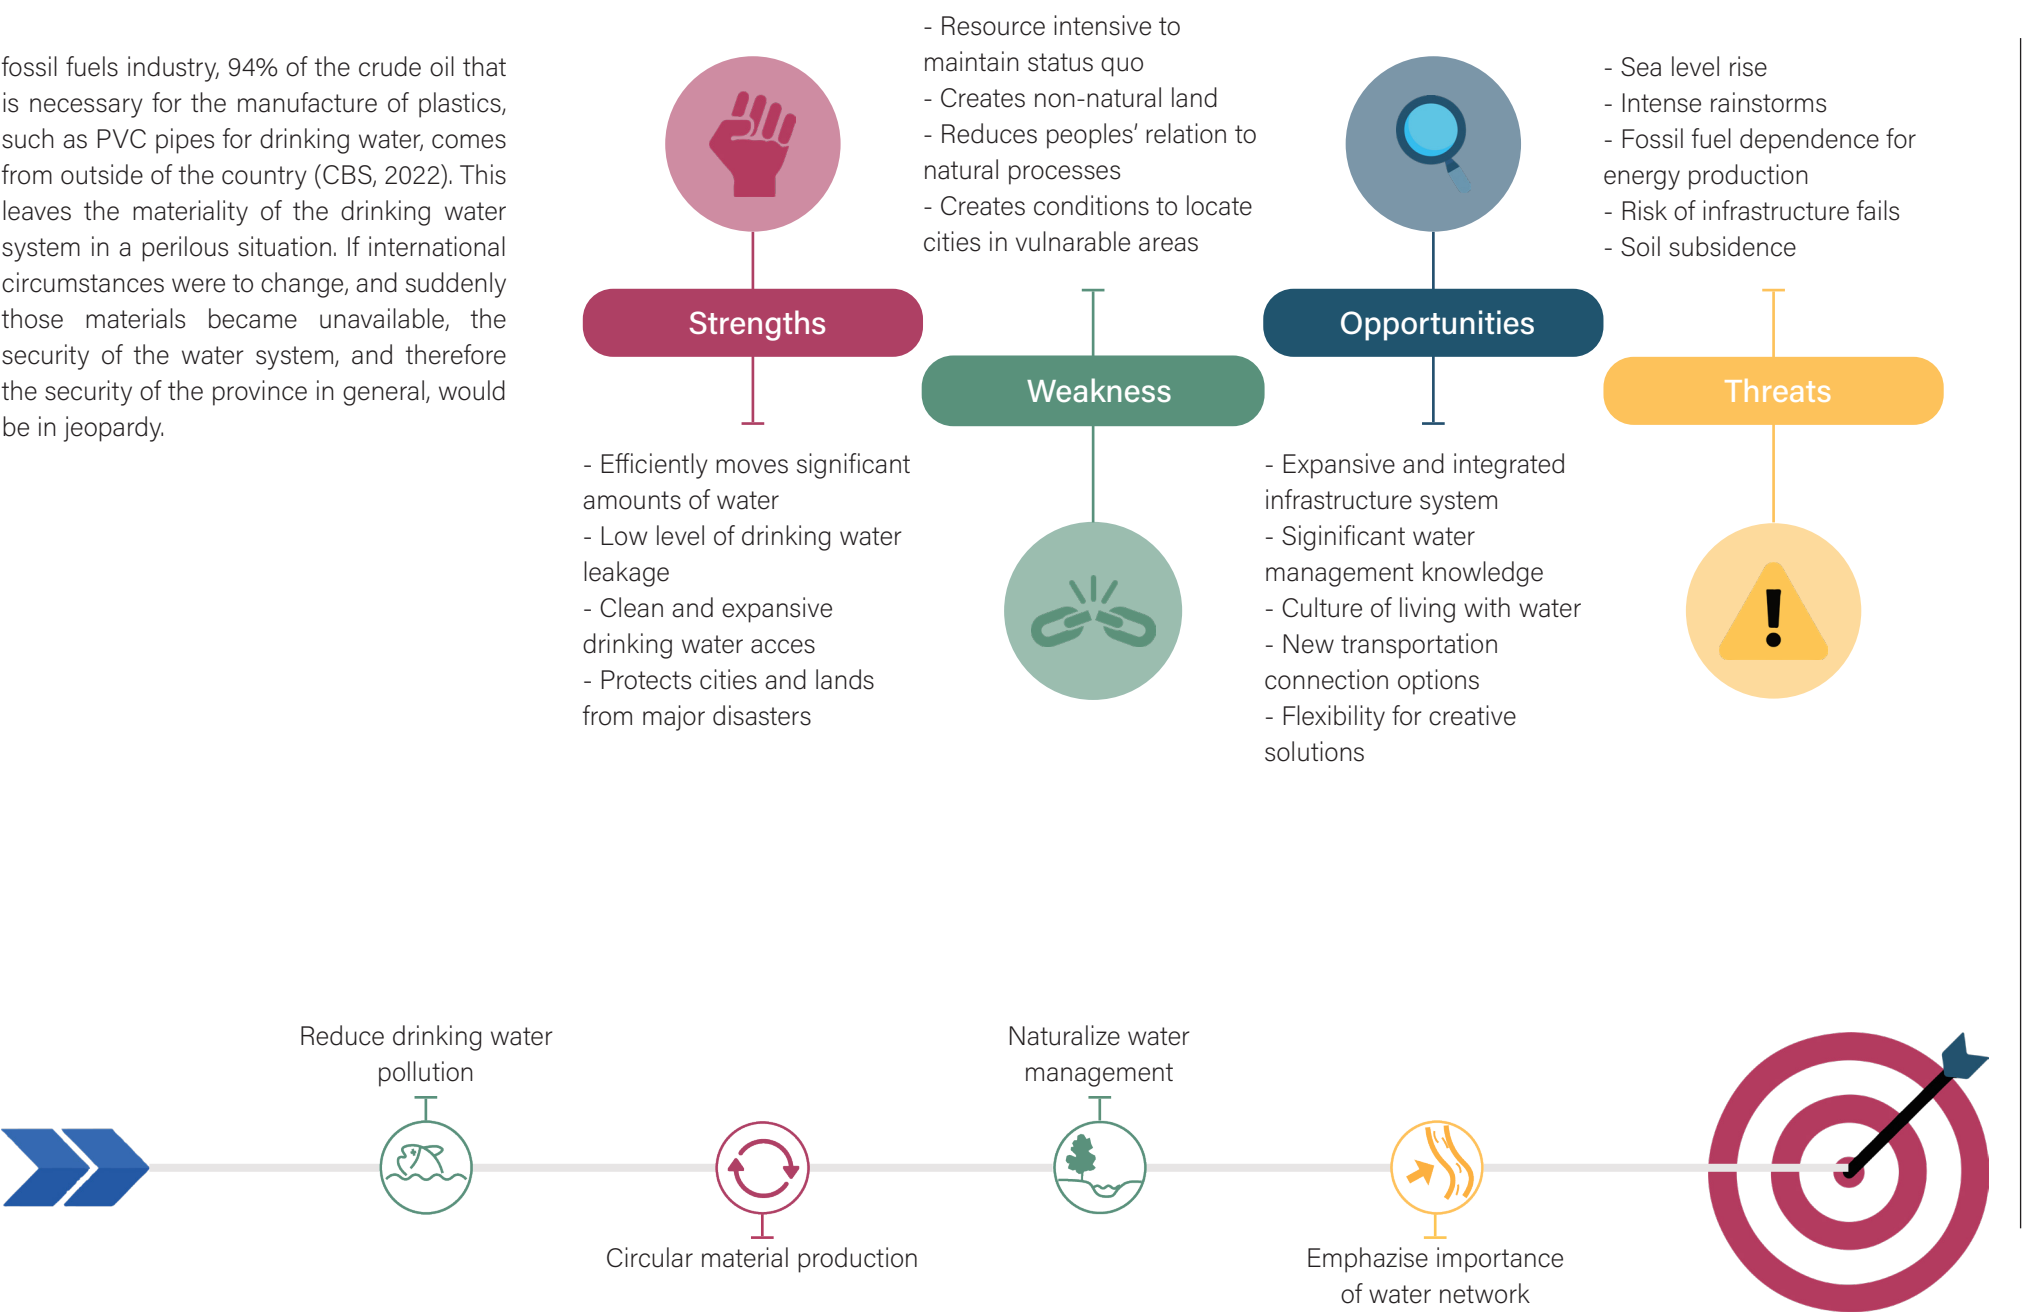 fossil fuels industry, 94% of the crude oil that
is necessary for the manufacture of plastics,
such as PVC pipes for drinking water, comes
from outside of the country (CBS, 2022). This
leaves the materiality of the drinking water
system in a perilous situation. If international
circumstances were to change, and suddenly
those materials became unavailable, the
security of the water system, and therefore
the security of the province in general, would
be in jeopardy.
Strengths
- Efficiently moves significant
amounts of water
- Low level of drinking water
leakage
- Clean and expansive
drinking water acces
- Protects cities and lands
from major disasters
- Resource intensive to
maintain status quo
- Creates non-natural land
- Reduces peoples' relation to
natural processes
- Creates conditions to locate
cities in vulnarable areas
Weakness
Opportunities
- Expansive and integrated
infrastructure system
- Siginificant water
management knowledge
- Culture of living with water
- New transportation
connection options
- Flexibility for creative
solutions
- Sea level rise
- Intense rainstorms
- Fossil fuel dependence for
energy production
- Risk of infrastructure fails
- Soil subsidence
Threats
Reduce drinking water
pollution
Circular material production
Naturalize water
management
Emphazise importance
of water network